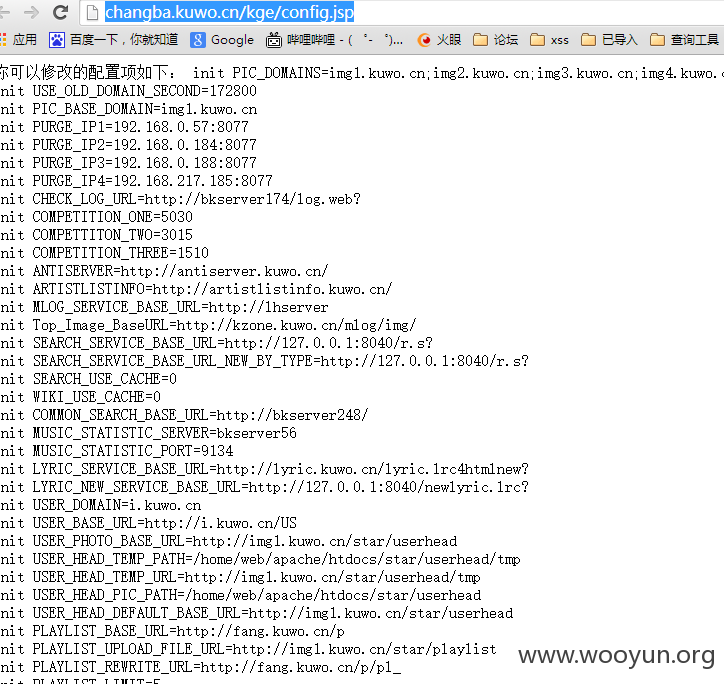 changba.kuwo.cn/kge/config.jsp
应用 百度一下，你就知道 Google 哔哩哔哩 - ( ゜- ゜)... 火眼 论坛 xss 已导入 查询工具
你可以修改的配置项如下： init PIC_DOMAINS=img1.kuwo.cn;img2.kuwo.cn;img3.kuwo.cn;img4.kuwo.c
nit USE_OLD_DOMAIN_SECOND=172800
nit PIC_BASE_DOMAIN=img1.kuwo.cn
nit PURGE_IP1=192.168.0.57:8077
nit PURGE_IP2=192.168.0.184:8077
nit PURGE_IP3=192.168.0.188:8077
nit PURGE_IP4=192.168.217.185:8077
nit CHECK_LOG_URL=http://bkserver174/log.web?
nit COMPETITION_ONE=5030
nit COMPETTITON_TWO=3015
nit COMPETITION_THREE=1510
nit ANTISERVER=http://antiserver.kuwo.cn/
nit ARTISTLISTINFO=http://artistlistinfo.kuwo.cn/
nit MLOG_SERVICE_BASE_URL=http://lhserver
nit Top_Image_BaseURL=http://kzone.kuwo.cn/mlog/img/
nit SEARCH_SERVICE_BASE_URL=http://127.0.0.1:8040/r.s?
nit SEARCH_SERVICE_BASE_URL_NEW_BY_TYPE=http://127.0.0.1:8040/r.s?
nit SEARCH_USE_CACHE=0
nit WIKI_USE_CACHE=0
nit COMMON_SEARCH_BASE_URL=http://bkserver248/
nit MUSIC_STATISTIC_SERVER=bkserver56
nit MUSIC_STATISTIC_PORT=9134
nit LYRIC_SERVICE_BASE_URL=http://lyric.kuwo.cn/lyric.lrc4htmlnew?
nit LYRIC_NEW_SERVICE_BASE_URL=http://127.0.0.1:8040/newlyric.lrc?
nit USER_DOMAIN=i.kuwo.cn
nit USER_BASE_URL=http://i.kuwo.cn/US
nit USER_PHOTO_BASE_URL=http://img1.kuwo.cn/star/userhead
nit USER_HEAD_TEMP_PATH=/home/web/apache/htdocs/star/userhead/tmp
nit USER_HEAD_TEMP_URL=http://img1.kuwo.cn/star/userhead/tmp
nit USER_HEAD_PIC_PATH=/home/web/apache/htdocs/star/userhead
nit USER_HEAD_DEFAULT_BASE_URL=http://img1.kuwo.cn/star/userhead
nit PLAYLIST_BASE_URL=http://fang.kuwo.cn/p
nit PLAYLIST_UPLOAD_FILE_URL=http://img1.kuwo.cn/star/playlist
nit PLAYLIST_REWRITE_URL=http://fang.kuwo.cn/p/pl_
nit PLAYLIST_LIMIT=5
www.wooyun.org